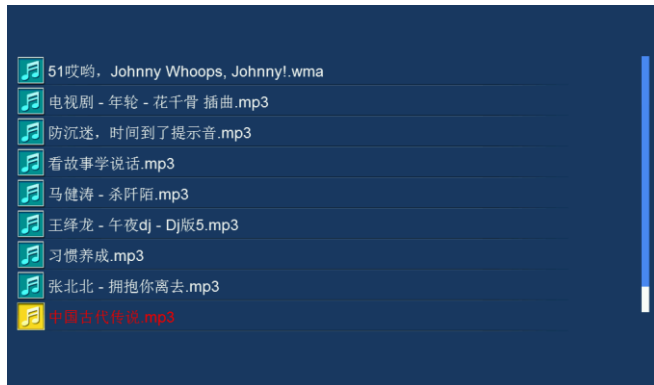 51哎哟，Johnny Whoops, Johnny!.wma
电视剧 - 年轮 - 花千骨 插曲.mp3
防沉迷，时间到了提示音.mp3
看故事学说话.mp3
马健涛 - 杀阡陌.mp3
王绎龙 - 午夜dj - Dj版5.mp3
习惯养成.mp3
张北北 - 拥抱你离去.mp3
中国古代传说.mp3